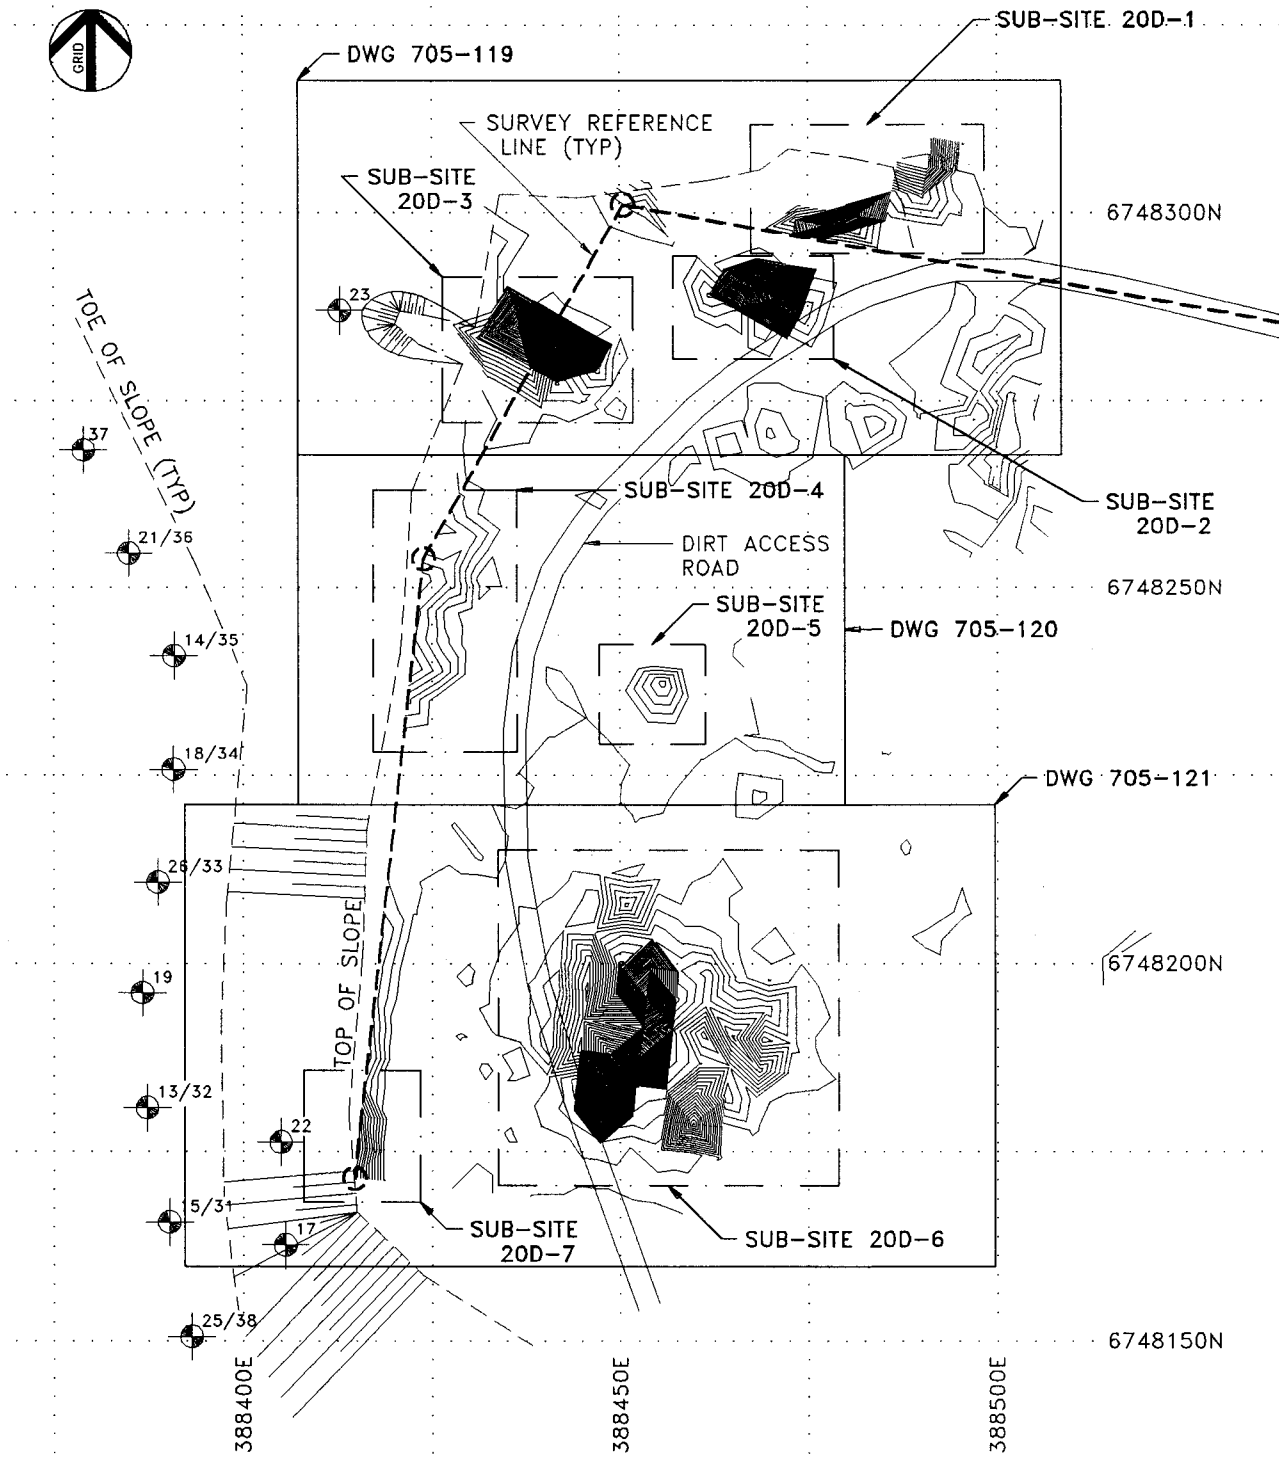 SUB-SITE 20D-1
GRID
DWG 705-119
SURVEY REFERENCE
LINE (TYP)
SUB-SITE
20D-3
6748300N
23
TOE OF SLOPE (TYP)
37
SUB-SITE 20D-4
SUB-SITE
20D-2
21/36
DIRT ACCESS
ROAD
6748250N
SUB-SITE
20D-5
DWG 705-120
14/35
18/34
DWG 705-121
26/33
TOP OF SLOPE
6748200N
19
13/32
22
15/31
17
SUB-SITE
20D-7
SUB-SITE 20D-6
25/38
6748150N
388400E
388450E
388500E